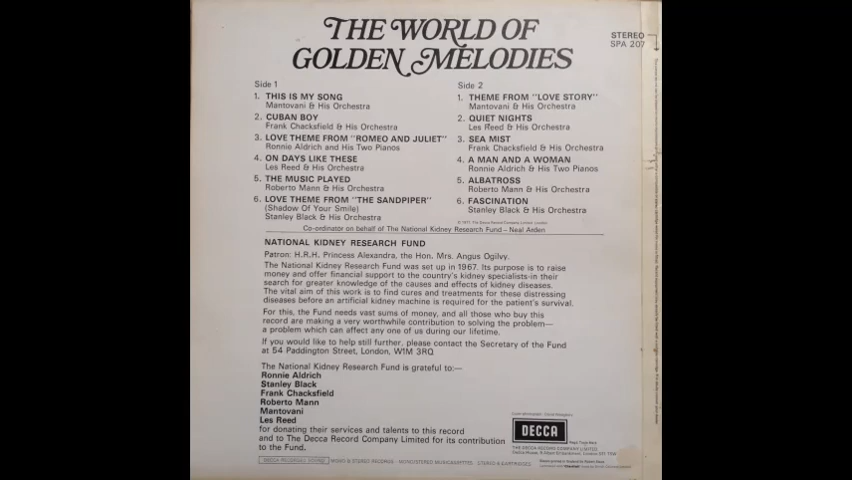 THE WORLD OF
GOLDEN MELODIES
STEREO
SPA 207
Side 1
1. THIS IS MY SONG
Mantovani & His Orchestra
2. CUBAN BOY
Frank Chacksfield & His Orchestra
3. LOVE THEME FROM "ROMEO AND JULIET"
Ronnie Aldrich and His Two Pianos
4. ON DAYS LIKE THESE
Les Reed & His Orchestra
5. THE MUSIC PLAYED
Roberto Mann & His Orchestra
6. LOVE THEME FROM "THE SANDPIPER"
(Shadow Of Your Smile)
Stanley Black & His Orchestra
Side 2
1. THEME FROM "LOVE STORY"
Mantovani & His Orchestra
2. QUIET NIGHTS
Les Reed & His Orchestra
3. SEA MIST
Frank Chacksfield & His Orchestra
4. A MAN AND A WOMAN
Ronnie Aldrich & His Two Pianos
5. ALBATROSS
Roberto Mann & His Orchestra
6. FASCINATION
Stanley Black & His Orchestra
The Decca Record Company Limited, London
Co-ordinator on behalf of The National Kidney Research Fund – Neal Arden
NATIONAL KIDNEY RESEARCH FUND
Patron: H.R.H. Princess Alexandra, the Hon. Mrs. Angus Ogilvy.
The National Kidney Research Fund was set up in 1967. Its purpose is to raise
money and offer financial support to the country's kidney specialists-in their
search for greater knowledge of the causes and effects of kidney diseases.
The vital aim of this work is to find cures and treatments for these distressing
diseases before an artificial kidney machine is required for the patient's survival.
For this, the Fund needs vast sums of money, and all those who buy this
record are making a very worthwhile contribution to solving the problem—
a problem which can affect any one of us during our lifetime.
If you would like to help still further, please contact the Secretary of the Fund
at 54 Paddington Street, London, W1M 3RQ
The National Kidney Research Fund is grateful to:—
Ronnie Aldrich
Stanley Black
Frank Chacksfield
Roberto Mann
Mantovani
Les Reed
for donating their services and talents to this record
and to The Decca Record Company Limited for its contribution
to the Fund.
DECCA
THE DECCA RECORD COMPANY LIMITED
MONO & STEREO RECORDS · MONO/STEREO MUSICASSETTES · STEREO 8 CARTRIDGES